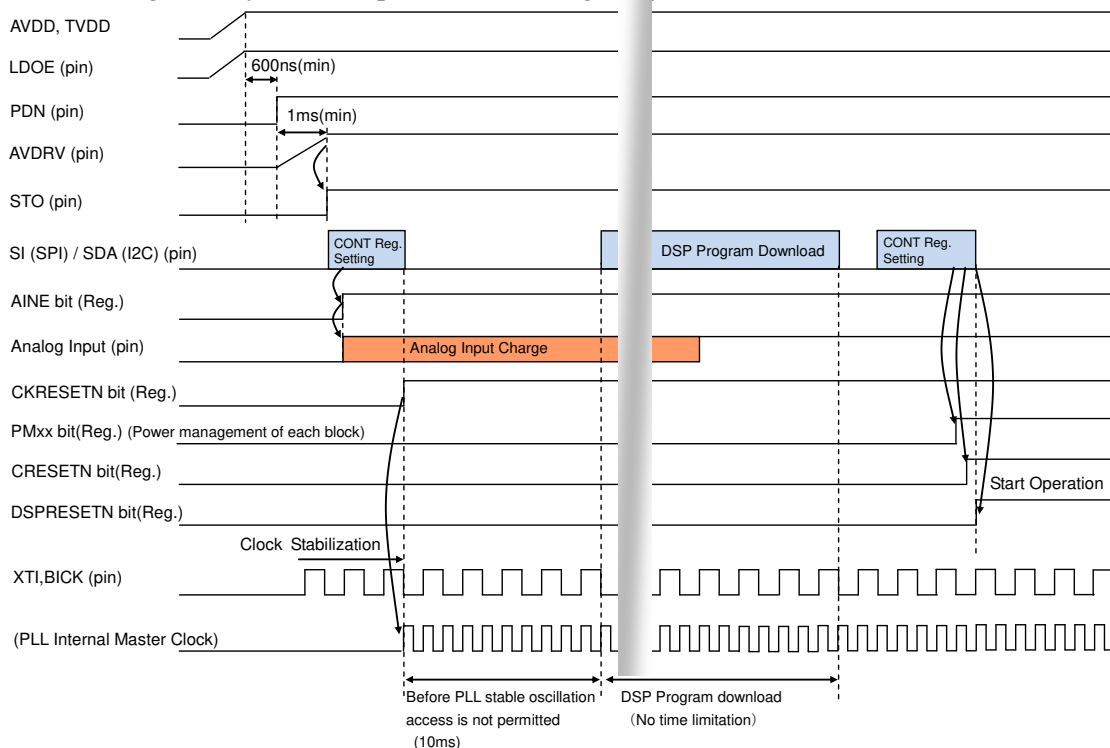 AVDD, TVDD
LDOE (pin)
600ns(min)
PDN (pin)
1ms(min)
AVDRV (pin)
STO (pin)
SI (SPI) / SDA (I2C) (pin)
CONT Reg.
Setting
DSP Program Download
CONT Reg.
Setting
AINE bit (Reg.)
Analog Input (pin)
Analog Input Charge
CKRESETN bit (Reg.)
PMxx bit(Reg.) (Power management of each block)
CRESETN bit(Reg.)
Start Operation
DSPRESETN bit(Reg.)
Clock Stabilization
XTI,BICK (pin)
(PLL Internal Master Clock)
Before PLL stable oscillation
access is not permitted
(10ms)
DSP Program download
(No time limitation)